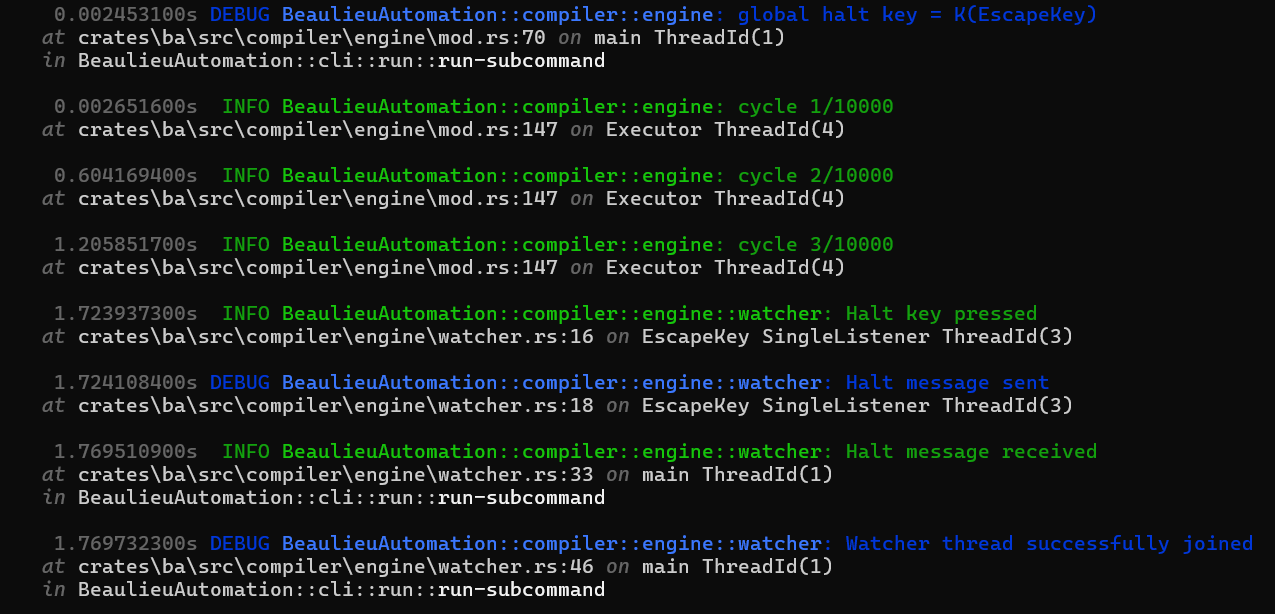 0.002453100s DEBUG BeaulieuAutomation::compiler::engine: global halt key = K(EscapeKey)
at crates\ba\src\compiler\engine\mod.rs:70 on main ThreadId(1)
in BeaulieuAutomation::cli::run::run-subcommand
0.002651600s INFO BeaulieuAutomation::compiler::engine: cycle 1/10000
at crates\ba\src\compiler\engine\mod.rs:147 on Executor ThreadId(4)
0.604169400s INFO BeaulieuAutomation::compiler::engine: cycle 2/10000
at crates\ba\src\compiler\engine\mod.rs:147 on Executor ThreadId(4)
1.205851700s INFO BeaulieuAutomation::compiler::engine: cycle 3/10000
at crates\ba\src\compiler\engine\mod.rs:147 on Executor ThreadId(4)
1.723937300s INFO BeaulieuAutomation::compiler::engine::watcher: Halt key pressed
at crates\ba\src\compiler\engine\watcher.rs:16 on EscapeKey SingleListener ThreadId(3)
1.724108400s DEBUG BeaulieuAutomation::compiler::engine::watcher: Halt message sent
at crates\ba\src\compiler\engine\watcher.rs:18 on EscapeKey SingleListener ThreadId(3)
1.769510900s INFO BeaulieuAutomation::compiler::engine::watcher: Halt message received
at crates\ba\src\compiler\engine\watcher.rs:33 on main ThreadId(1)
in BeaulieuAutomation::cli::run::run-subcommand
1.769732300s DEBUG BeaulieuAutomation::compiler::engine::watcher: Watcher thread successfully joined
at crates\ba\src\compiler\engine\watcher.rs:46 on main ThreadId(1)
in BeaulieuAutomation::cli::run::run-subcommand